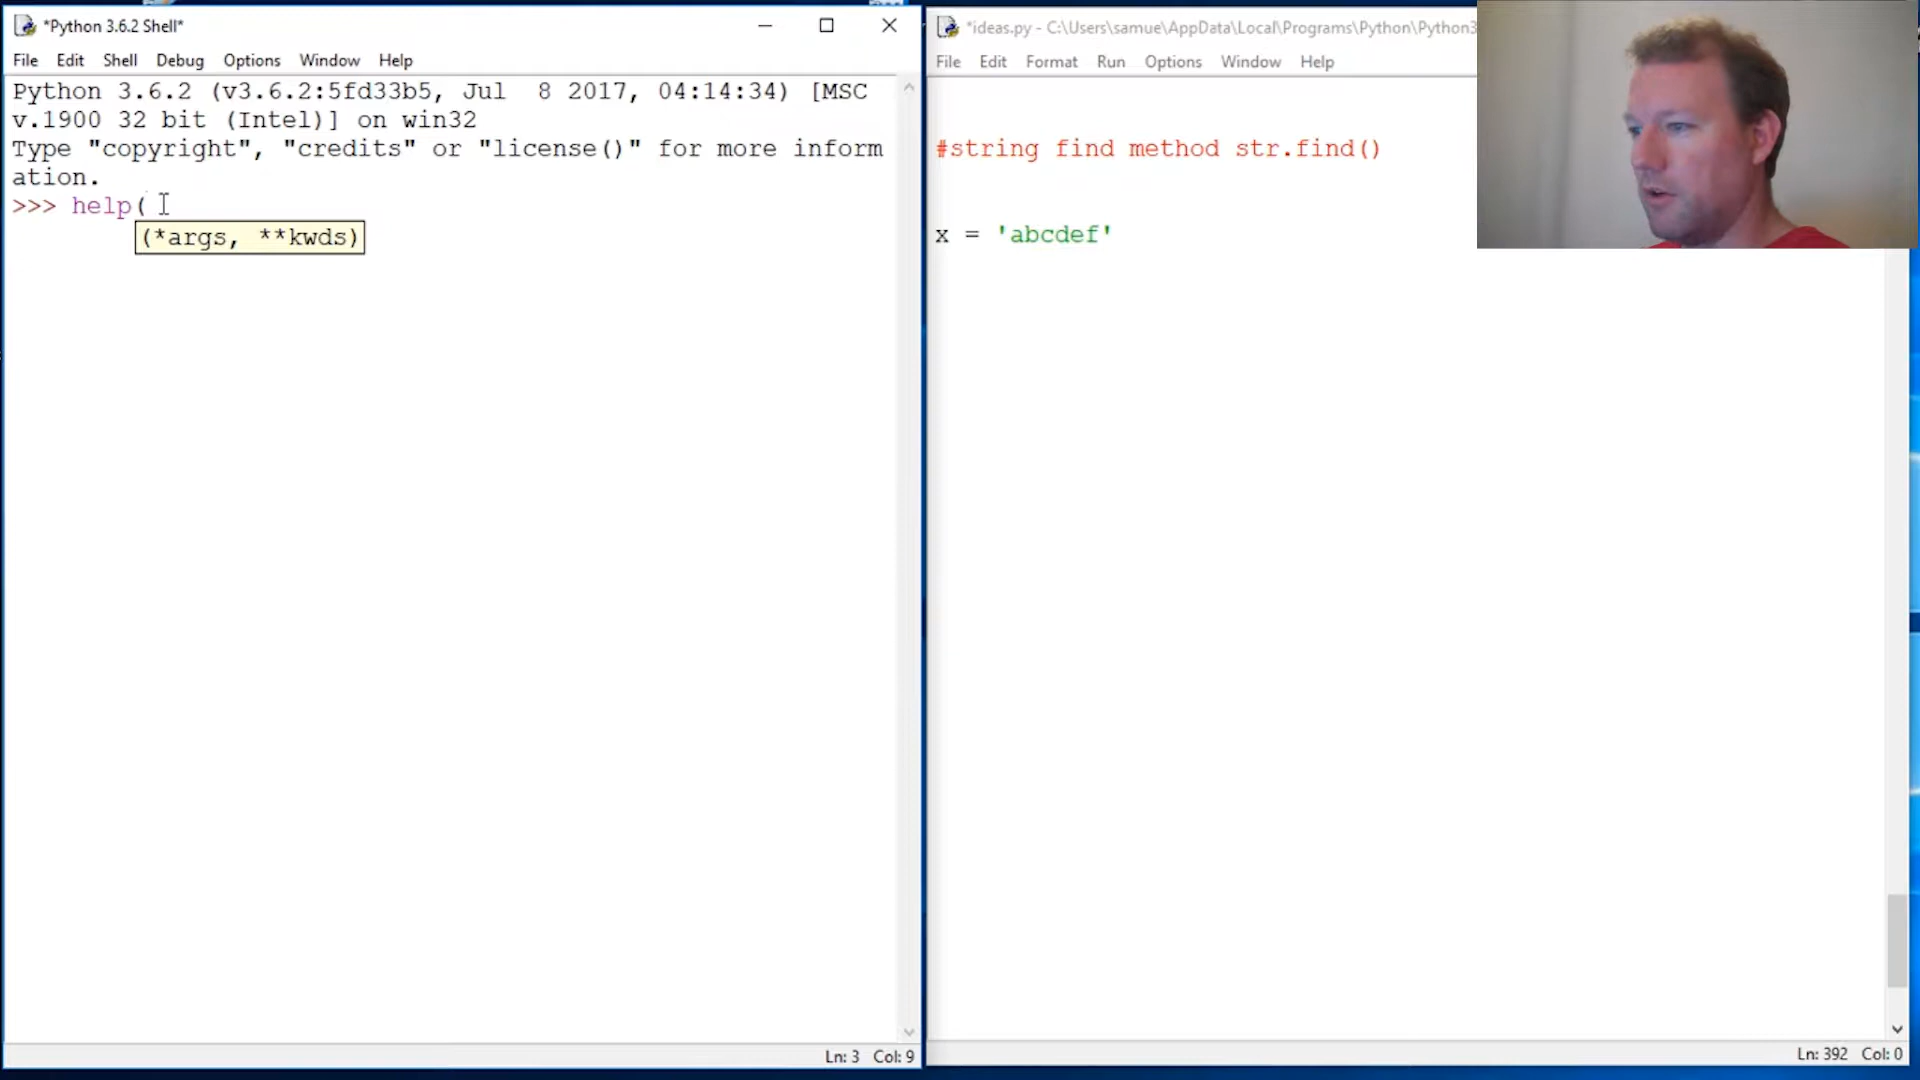 *Python 3.6.2 Shell*
File Edit Shell Debug Options Window Help
Python 3.6.2 (v3.6.2:5fd33b5, Jul  8 2017, 04:14:34) [MSC
v.1900 32 bit (Intel)] on win32
Type "copyright", "credits" or "license()" for more inform
ation.
>>> help(
(*args, **kwds)
Ln: 3 Col: 9
*ideas.py - C:\Users\samue\AppData\Local\Programs\Python\Python3
File Edit Format Run Options Window Help
#string find method str.find()
x = 'abcdef'
Ln: 392 Col: 0